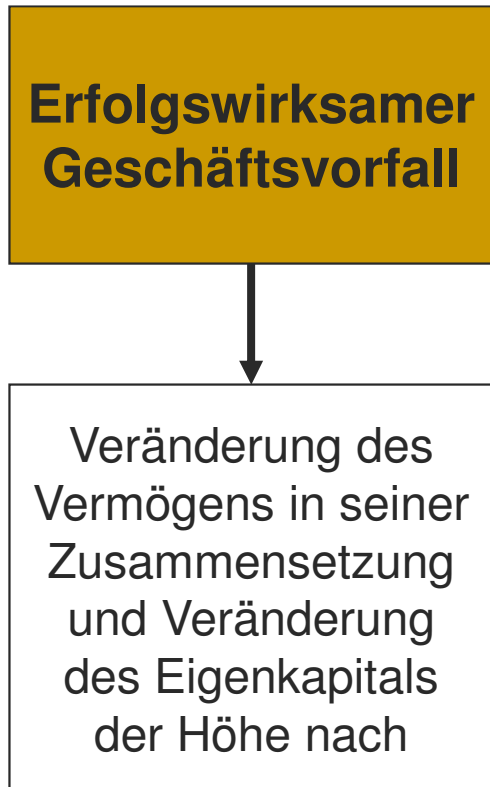 Erfolgswirksamer
Geschäftsvorfall
Veränderung des
Vermögens in seiner
Zusammensetzung
und Veränderung
des Eigenkapitals
der Höhe nach